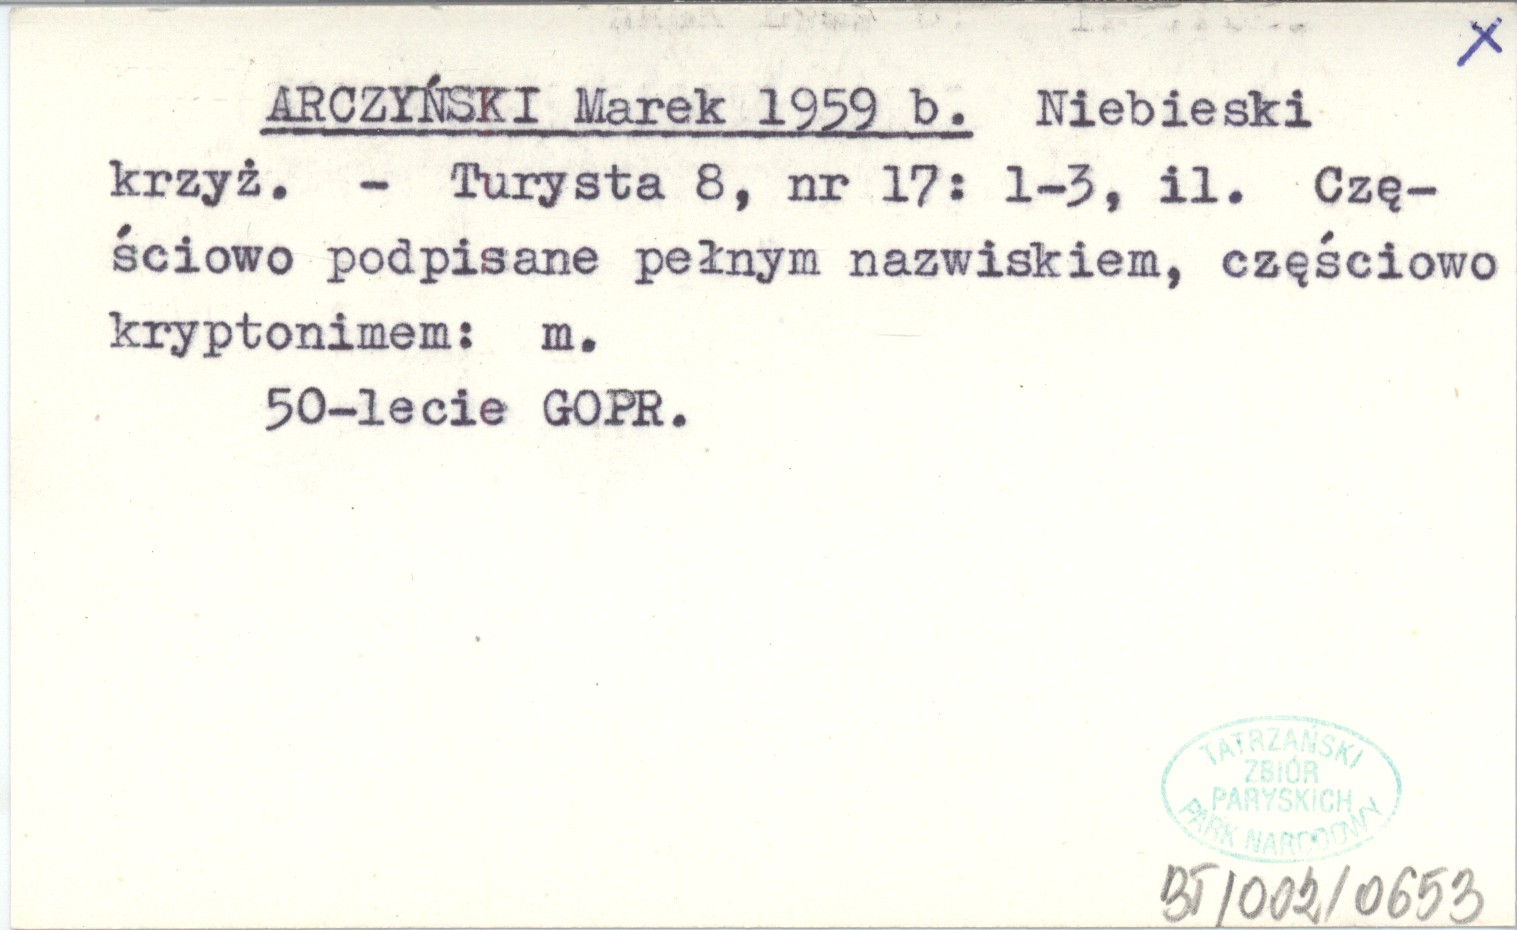 X
ARCZYŃSKI Marek 1959 b. Niebieski
krzyż. - Turysta 8, nr 17: 1-3, il. Czę-
ściowo podpisane pełnym nazwiskiem, częściowo
kryptonimem: m.
50-lecie GOPR.
TATRZAŃSKI
ZBIÓR
PARYSKICH
PARK NARODOWY
BT/002/0653